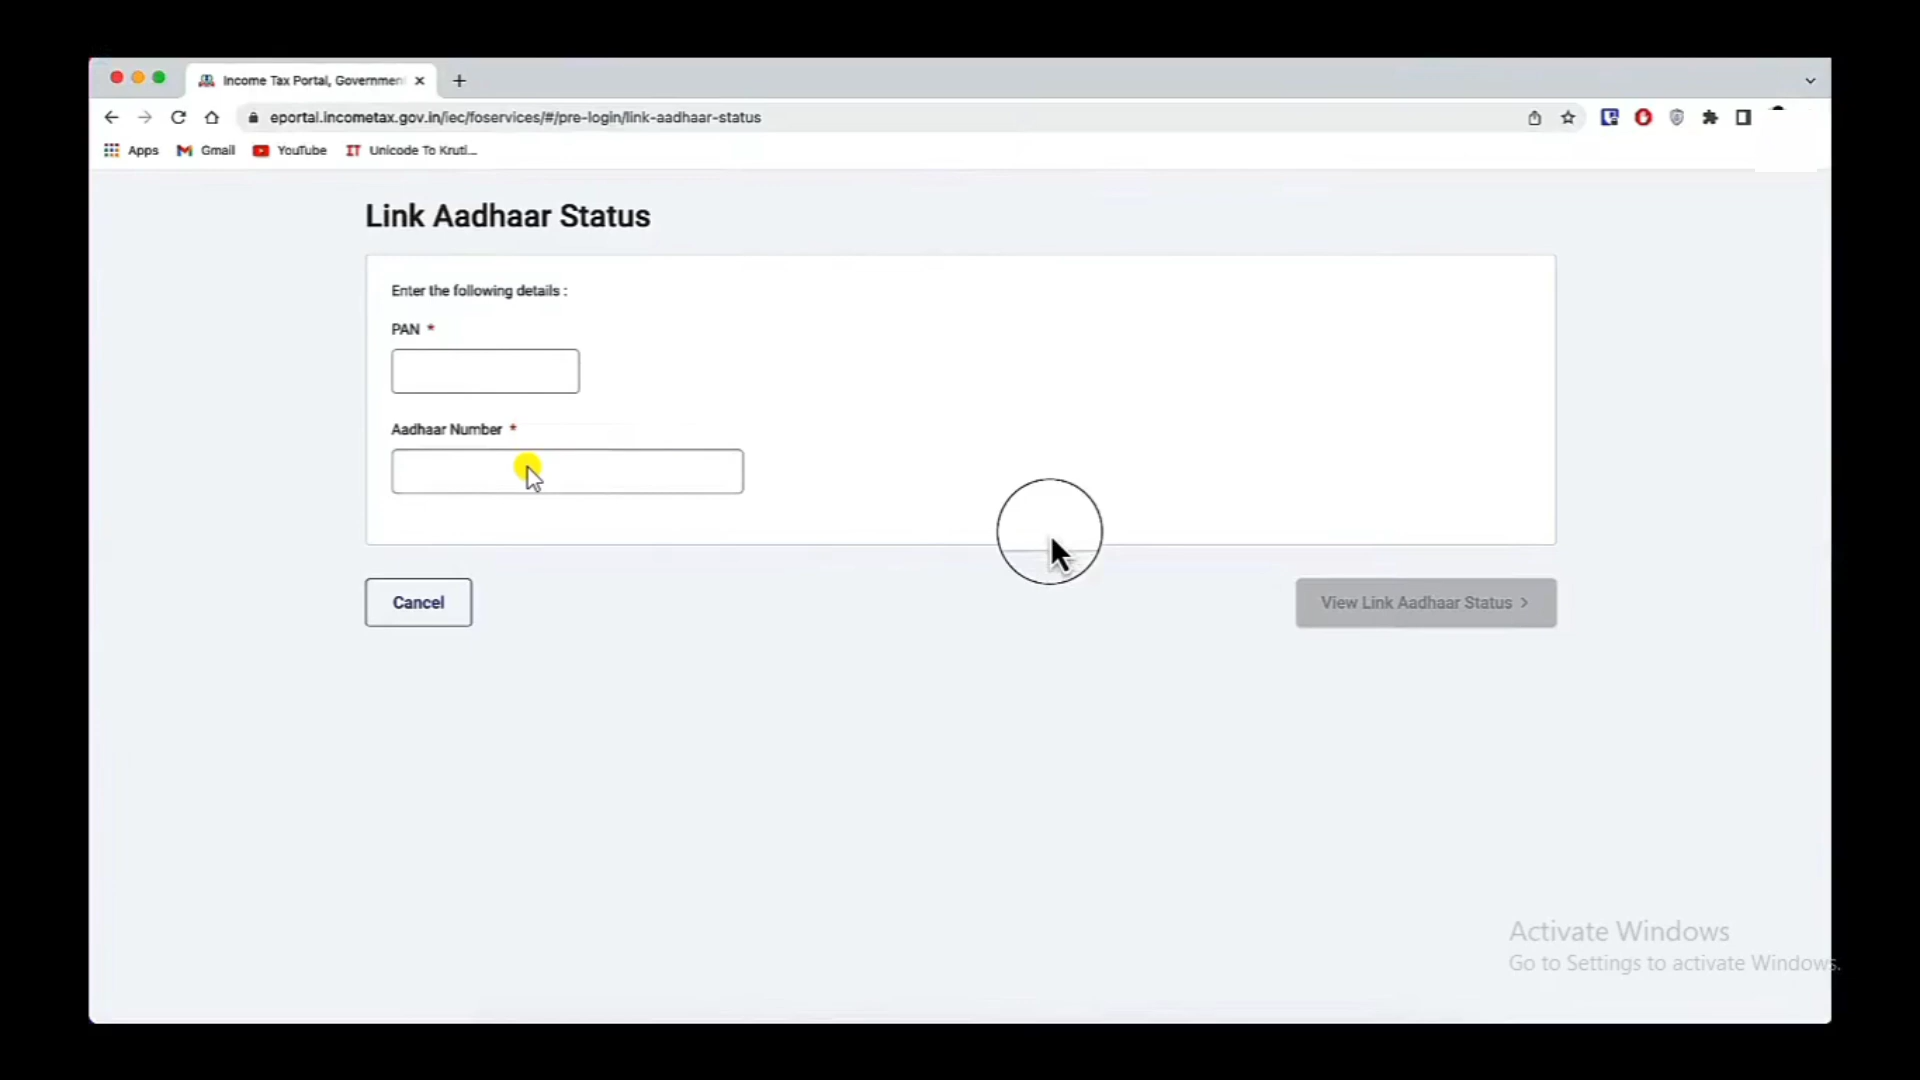 Income Tax Portal, Governmen
eportal.incometax.gov.in/iec/foservices/#/pre-login/link-aadhaar-status
Apps Gmail YouTube IT Unicode To Kruti...
Link Aadhaar Status
Enter the following details :
PAN *
Aadhaar Number *
Cancel View Link Aadhaar Status >
Activate Windows
Go to Settings to activate Windows.